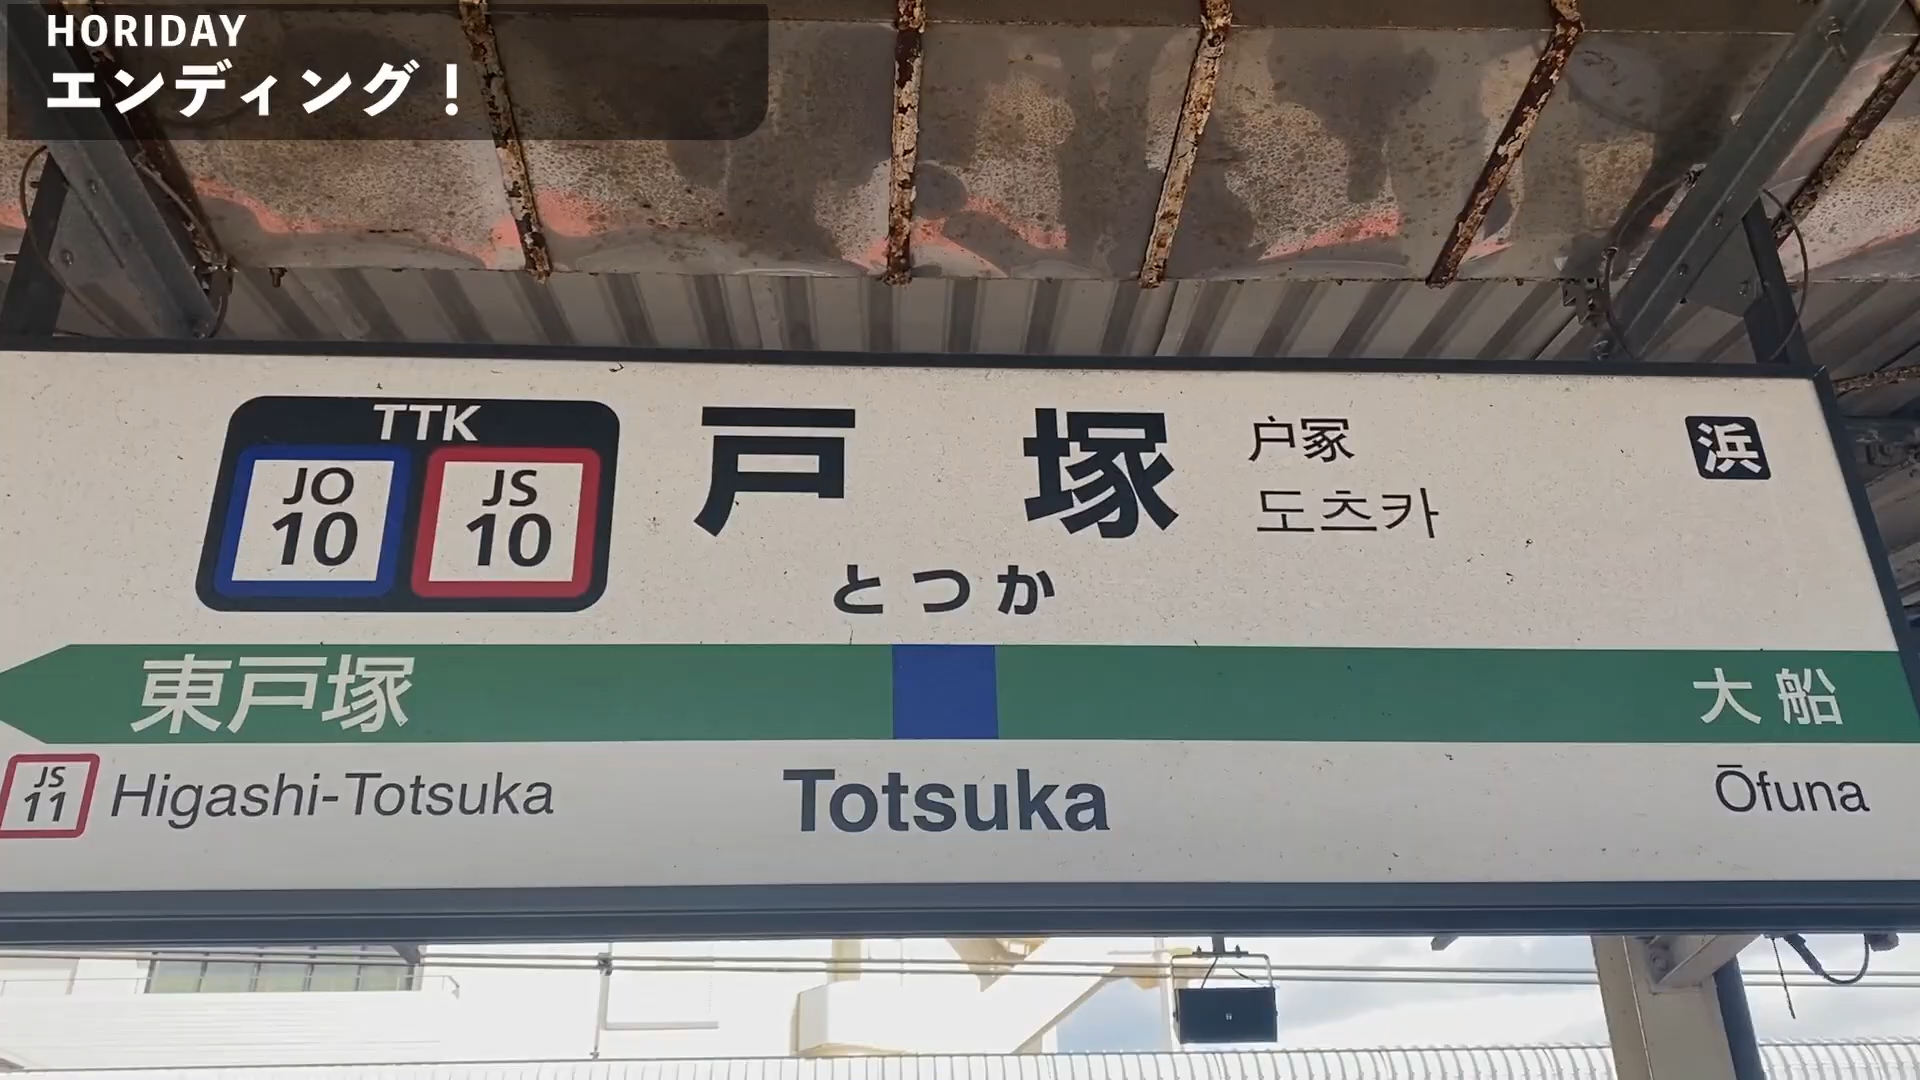 HORIDAY
エンディング！
TTK
JO
10
JS
10
戸塚
户冢
도츠카
浜
とつか
東戸塚
大船
JS
11
Higashi-Totsuka
Totsuka
Ōfuna